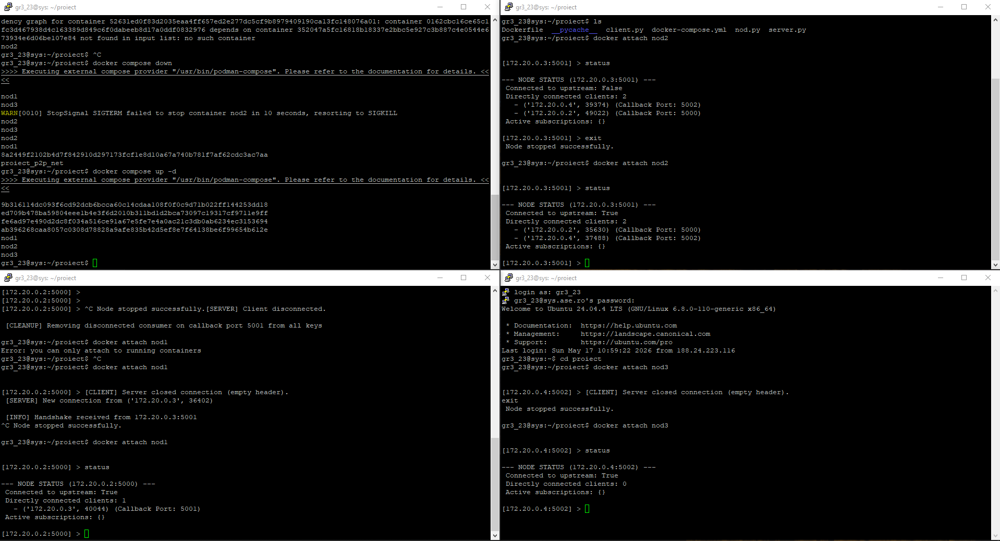 gr3_23@sys: ~/proiect
dency graph for container 52631ed0f83d2035eaa4ff657ed2e277dc5cf9b8979409190ca13fc148076a01: container 0162cbc16ce65c1
fc3d467938d4c163389d849c6f0dabeeb8d17a0ddf0832976 depends on container 352047a5fc16818b18337e2bbc5e927c3b887c4e0544e6
73934e6d06be107e84 not found in input list: no such container
nod2
gr3_23@sys:~/proiect$ ^C
gr3_23@sys:~/proiect$ docker compose down
>>>> Executing external compose provider "/usr/bin/podman-compose". Please refer to the documentation for details. <<
<<
nod1
nod3
WARN[0010] StopSignal SIGTERM failed to stop container nod2 in 10 seconds, resorting to SIGKILL
nod2
nod3
nod2
nod1
8a2449f2102b4d7f842910d297173fcf1e8d10a67a740b781f7af62cdc3ac7aa
proiect_p2p_net
gr3_23@sys:~/proiect$ docker compose up -d
>>>> Executing external compose provider "/usr/bin/podman-compose". Please refer to the documentation for details. <<
<<
9b316114dc093f6cd92dcb6bcca60c14cdaa108f0f0c9d71b022ff144253dd18
ed709b478ba59804eee1b4e3f6d2010b311bd1d2bca73097c19317cf9711e9ff
fe6ad97e490d2dc8f034a516ce91a67e5fe7e4a0ac21c3db0ab6234ec3153694
ab396268caa8057c0308d78828a9afe835b42d5ef8e7f64138be6f99654b612e
nod1
nod2
nod3
gr3_23@sys:~/proiect$
gr3_23@sys: ~/proiect
gr3_23@sys:~/proiect$ ls
Dockerfile  __pycache__  client.py  docker-compose.yml  nod.py  server.py
gr3_23@sys:~/proiect$ docker attach nod2
[172.20.0.3:5001] > status
--- NODE STATUS (172.20.0.3:5001) ---
Connected to upstream: False
Directly connected clients: 2
- ('172.20.0.4', 39374) (Callback Port: 5002)
- ('172.20.0.2', 49022) (Callback Port: 5000)
Active subscriptions: {}
[172.20.0.3:5001] > exit
Node stopped successfully.
gr3_23@sys:~/proiect$ docker attach nod2
[172.20.0.3:5001] > status
--- NODE STATUS (172.20.0.3:5001) ---
Connected to upstream: True
Directly connected clients: 2
- ('172.20.0.2', 35630) (Callback Port: 5000)
- ('172.20.0.4', 37488) (Callback Port: 5002)
Active subscriptions: {}
[172.20.0.3:5001] >
gr3_23@sys: ~/proiect
[172.20.0.2:5000] >
[172.20.0.2:5000] >
[172.20.0.2:5000] > ^C Node stopped successfully.[SERVER] Client disconnected.
[CLEANUP] Removing disconnected consumer on callback port 5001 from all keys
gr3_23@sys:~/proiect$ docker attach nod1
Error: you can only attach to running containers
gr3_23@sys:~/proiect$ ^C
gr3_23@sys:~/proiect$ docker attach nod1
[172.20.0.2:5000] > [CLIENT] Server closed connection (empty header).
[SERVER] New connection from ('172.20.0.3', 36402)
[INFO] Handshake received from 172.20.0.3:5001
^C Node stopped successfully.
gr3_23@sys:~/proiect$ docker attach nod1
[172.20.0.2:5000] > status
--- NODE STATUS (172.20.0.2:5000) ---
Connected to upstream: True
Directly connected clients: 1
- ('172.20.0.3', 40044) (Callback Port: 5001)
Active subscriptions: {}
[172.20.0.2:5000] >
gr3_23@sys: ~/proiect
login as: gr3_23
gr3_23@sys.ase.ro's password:
Welcome to Ubuntu 24.04.4 LTS (GNU/Linux 6.8.0-110-generic x86_64)
* Documentation:  https://help.ubuntu.com
* Management:     https://landscape.canonical.com
* Support:        https://ubuntu.com/pro
Last login: Sun May 17 10:59:22 2026 from 188.24.223.116
gr3_23@sys:~$ cd proiect
gr3_23@sys:~/proiect$ docker attach nod3
[172.20.0.4:5002] > [CLIENT] Server closed connection (empty header).
exit
Node stopped successfully.
gr3_23@sys:~/proiect$ docker attach nod3
[172.20.0.4:5002] > status
--- NODE STATUS (172.20.0.4:5002) ---
Connected to upstream: True
Directly connected clients: 0
Active subscriptions: {}
[172.20.0.4:5002] >